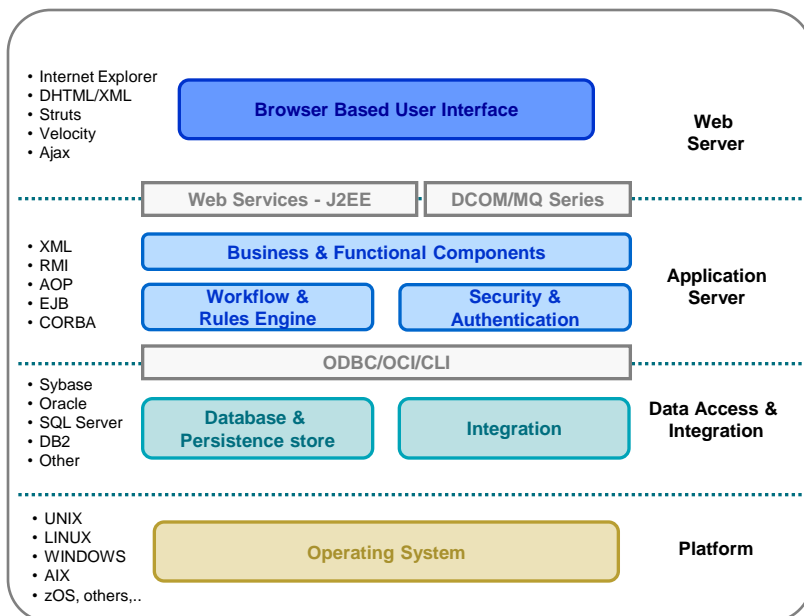 • Internet Explorer
• DHTML/XML
• Struts
• Velocity
• Ajax
Browser Based User Interface
Web
Server
Web Services - J2EE
DCOM/MQ Series
• XML
• RMI
• AOP
• EJB
• CORBA
Business & Functional Components
Workflow &
Rules Engine
Security &
Authentication
Application
Server
ODBC/OCI/CLI
• Sybase
• Oracle
• SQL Server
• DB2
• Other
Database &
Persistence store
Integration
Data Access &
Integration
• UNIX
• LINUX
• WINDOWS
• AIX
• zOS, others,..
Operating System
Platform